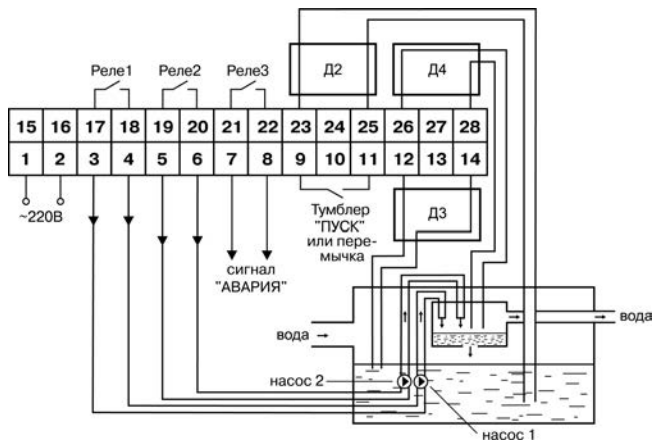 Д2
Д4
Реле1
Реле2
Реле3
15 16 17 18 19 20 21 22 23 24 25 26 27 28
1 2 3 4 5 6 7 8 9 10 11 12 13 14
~220В
Тумблер
"ПУСК"
или пере-
мычка
Д3
сигнал
"АВАРИЯ"
вода
вода
насос 2
насос 1